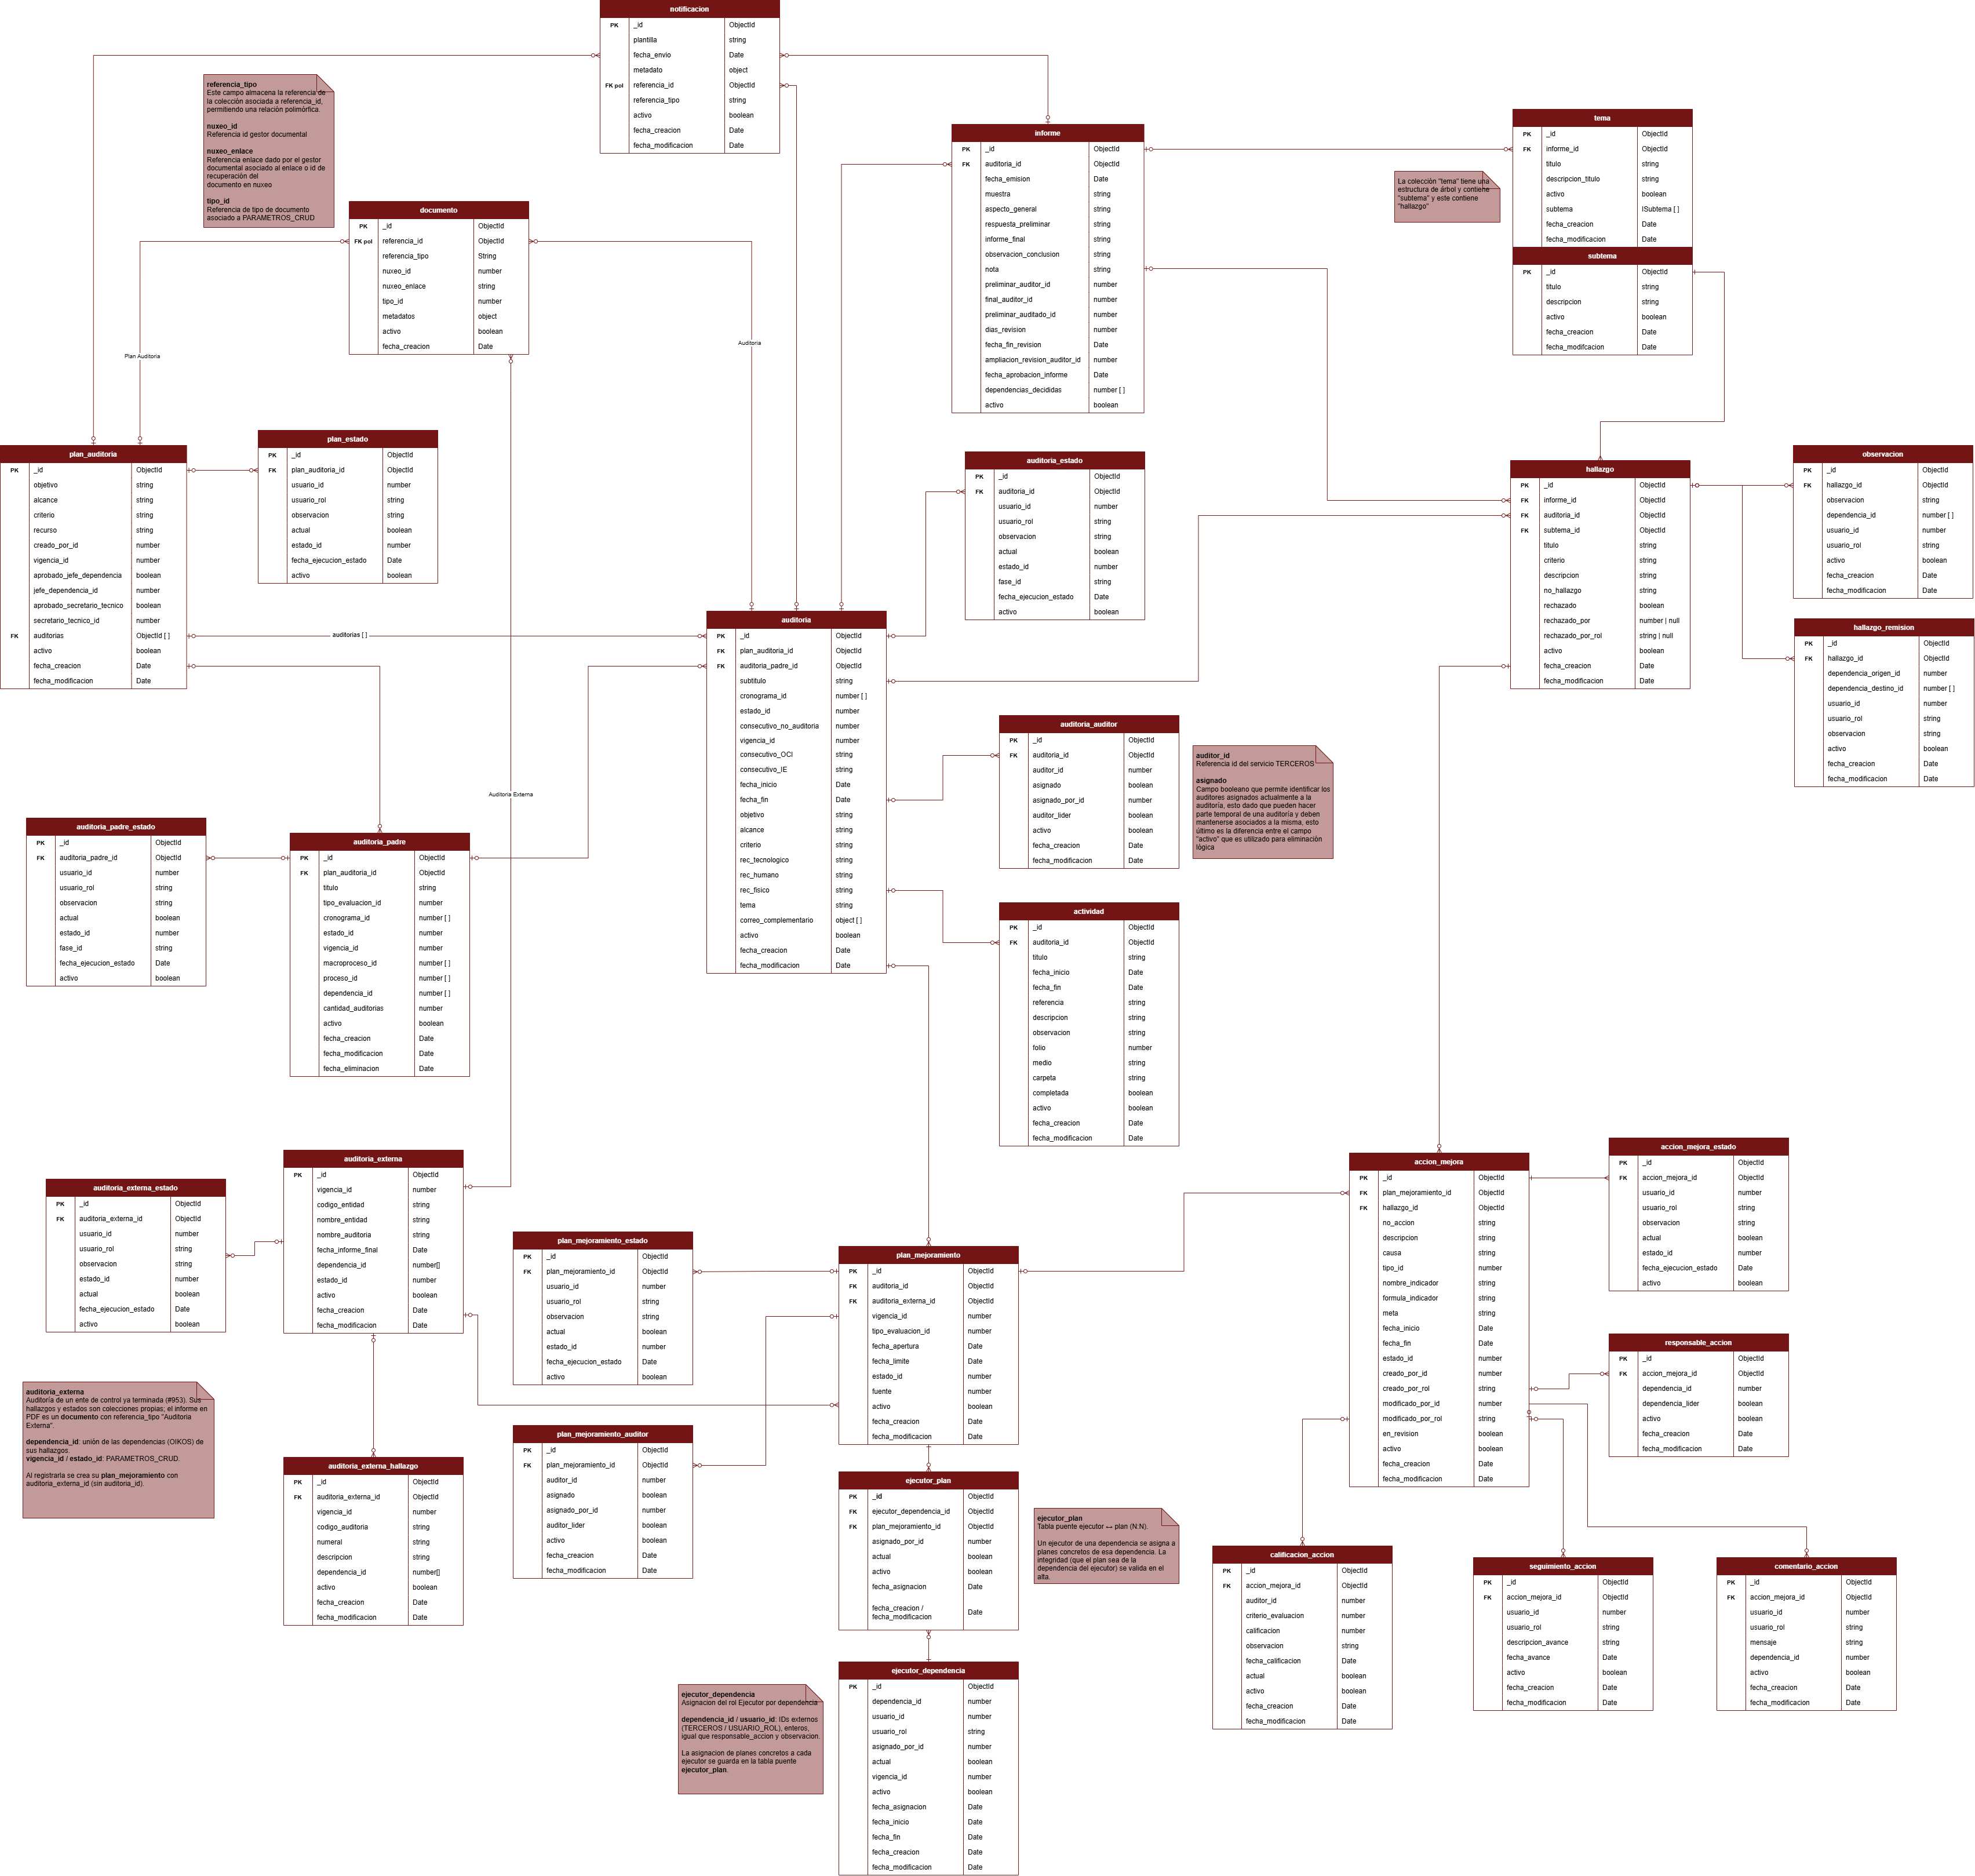 notificacion
PK _id ObjectId
plantilla string
fecha_envio Date
metadato object
FK pol referencia_id ObjectId
referencia_tipo string
activo boolean
fecha_creacion Date
fecha_modificacion Date
referencia_tipo
Este campo almacena la referencia de
la colección asociada a referencia_id,
permitiendo una relación polimórfica.
nuxeo_id
Referencia id gestor documental
nuxeo_enlace
Referencia enlace dado por el gestor
documental asociado al enlace o id de
recuperación del
documento en nuxeo
tipo_id
Referencia de tipo de documento
asociado a PARAMETROS_CRUD
documento
PK _id ObjectId
FK pol referencia_id ObjectId
referencia_tipo String
nuxeo_id number
nuxeo_enlace string
tipo_id number
metadatos object
activo boolean
fecha_creacion Date
informe
PK _id ObjectId
FK auditoria_id ObjectId
fecha_emision Date
muestra string
aspecto_general string
respuesta_preliminar string
informe_final string
observacion_conclusion string
nota string
preliminar_auditor_id number
final_auditor_id number
preliminar_auditado_id number
dias_revision number
fecha_fin_revision Date
ampliacion_revision_auditor_id number
fecha_aprobacion_informe Date
dependencias_decididas number [ ]
activo boolean
tema
PK _id ObjectId
FK informe_id ObjectId
titulo string
descripcion_titulo string
activo boolean
subtema ISubtema [ ]
fecha_creacion Date
fecha_modificacion Date
subtema
PK _id ObjectId
titulo string
descripcion string
activo boolean
fecha_creacion Date
fecha_modifcacion Date
La colección "tema" tiene una
estructura de árbol y contiene
"subtema" y este contiene
"hallazgo"
Plan Auditoria
Auditoria
plan_auditoria
PK _id ObjectId
objetivo string
alcance string
criterio string
recurso string
creado_por_id number
vigencia_id number
aprobado_jefe_dependencia boolean
jefe_dependencia_id number
aprobado_secretario_tecnico boolean
secretario_tecnico_id number
FK auditorias ObjectId [ ]
activo boolean
fecha_creacion Date
fecha_modificacion Date
plan_estado
PK _id ObjectId
FK plan_auditoria_id ObjectId
usuario_id number
usuario_rol string
observacion string
actual boolean
estado_id number
fecha_ejecucion_estado Date
activo boolean
auditoria_estado
PK _id ObjectId
FK auditoria_id ObjectId
usuario_id number
usuario_rol string
observacion string
actual boolean
estado_id number
fase_id string
fecha_ejecucion_estado Date
activo boolean
hallazgo
PK _id ObjectId
FK informe_id ObjectId
FK auditoria_id ObjectId
FK subtema_id ObjectId
titulo string
criterio string
descripcion string
no_hallazgo string
rechazado boolean
rechazado_por number | null
rechazado_por_rol string | null
activo boolean
fecha_creacion Date
fecha_modificacion Date
observacion
PK _id ObjectId
FK hallazgo_id ObjectId
observacion string
dependencia_id number [ ]
usuario_id number
usuario_rol string
activo boolean
fecha_creacion Date
fecha_modificacion Date
hallazgo_remision
PK _id ObjectId
FK hallazgo_id ObjectId
dependencia_origen_id number
dependencia_destino_id number [ ]
usuario_id number
usuario_rol string
observacion string
activo boolean
fecha_creacion Date
fecha_modificacion Date
auditorias [ ]
auditoria
PK _id ObjectId
FK plan_auditoria_id ObjectId
FK auditoria_padre_id ObjectId
subtitulo string
cronograma_id number [ ]
estado_id number
consecutivo_no_auditoria number
vigencia_id number
consecutivo_OCI string
consecutivo_IE string
fecha_inicio Date
fecha_fin Date
objetivo string
alcance string
criterio string
rec_tecnologico string
rec_humano string
rec_fisico string
tema string
correo_complementario object [ ]
activo boolean
fecha_creacion Date
fecha_modificacion Date
auditoria_auditor
PK _id ObjectId
FK auditoria_id ObjectId
auditor_id number
asignado boolean
asignado_por_id number
auditor_lider boolean
activo boolean
fecha_creacion Date
fecha_modificacion Date
auditor_id
Referencia id del servicio TERCEROS
asignado
Campo booleano que permite identificar los
auditores asignados actualmente a la
auditoría, esto dado que pueden hacer
parte temporal de una auditoría y deben
mantenerse asociados a la misma, esto
último es la diferencia entre el campo
"activo" que es utilizado para eliminación
lógica
Auditoria Externa
auditoria_padre_estado
PK _id ObjectId
FK auditoria_padre_id ObjectId
usuario_id number
usuario_rol string
observacion string
actual boolean
estado_id number
fase_id string
fecha_ejecucion_estado Date
activo boolean
auditoria_padre
PK _id ObjectId
FK plan_auditoria_id ObjectId
titulo string
tipo_evaluacion_id number
cronograma_id number [ ]
estado_id number
vigencia_id number
macroproceso_id number [ ]
proceso_id number [ ]
dependencia_id number [ ]
cantidad_auditorias number
activo boolean
fecha_creacion Date
fecha_modificacion Date
fecha_eliminacion Date
actividad
PK _id ObjectId
FK auditoria_id ObjectId
titulo string
fecha_inicio Date
fecha_fin Date
referencia string
descripcion string
observacion string
folio number
medio string
carpeta string
completada boolean
activo boolean
fecha_creacion Date
fecha_modificacion Date
auditoria_externa
PK _id ObjectId
vigencia_id number
codigo_entidad string
nombre_entidad string
nombre_auditoria string
fecha_informe_final Date
dependencia_id number[]
estado_id number
activo boolean
fecha_creacion Date
fecha_modificacion Date
auditoria_externa_estado
PK _id ObjectId
FK auditoria_externa_id ObjectId
usuario_id number
usuario_rol string
observacion string
estado_id number
actual boolean
fecha_ejecucion_estado Date
activo boolean
plan_mejoramiento_estado
PK _id ObjectId
FK plan_mejoramiento_id ObjectId
usuario_id number
usuario_rol string
observacion string
actual boolean
estado_id number
fecha_ejecucion_estado Date
activo boolean
plan_mejoramiento
PK _id ObjectId
FK auditoria_id ObjectId
FK auditoria_externa_id ObjectId
vigencia_id number
tipo_evaluacion_id number
fecha_apertura Date
fecha_limite Date
estado_id number
fuente number
activo boolean
fecha_creacion Date
fecha_modificacion Date
accion_mejora
PK _id ObjectId
FK plan_mejoramiento_id ObjectId
FK hallazgo_id ObjectId
no_accion string
descripcion string
causa string
tipo_id number
nombre_indicador string
formula_indicador string
meta string
fecha_inicio Date
fecha_fin Date
estado_id number
creado_por_id number
creado_por_rol string
modificado_por_id number
modificado_por_rol string
en_revision boolean
activo boolean
fecha_creacion Date
fecha_modificacion Date
accion_mejora_estado
PK _id ObjectId
FK accion_mejora_id ObjectId
usuario_id number
usuario_rol string
observacion string
actual boolean
estado_id number
fecha_ejecucion_estado Date
activo boolean
responsable_accion
PK _id ObjectId
FK accion_mejora_id ObjectId
dependencia_id number
dependencia_lider boolean
activo boolean
fecha_creacion Date
fecha_modificacion Date
auditoria_externa
Auditoría de un ente de control ya terminada (#953). Sus
hallazgos y estados son colecciones propias; el informe en
PDF es un documento con referencia_tipo "Auditoria
Externa".
dependencia_id: unión de las dependencias (OIKOS) de
sus hallazgos.
vigencia_id / estado_id: PARAMETROS_CRUD.
Al registrarla se crea su plan_mejoramiento con
auditoria_externa_id (sin auditoria_id).
auditoria_externa_hallazgo
PK _id ObjectId
FK auditoria_externa_id ObjectId
vigencia_id number
codigo_auditoria string
numeral string
descripcion string
dependencia_id number[]
activo boolean
fecha_creacion Date
fecha_modificacion Date
plan_mejoramiento_auditor
PK _id ObjectId
FK plan_mejoramiento_id ObjectId
auditor_id number
asignado boolean
asignado_por_id number
auditor_lider boolean
activo boolean
fecha_creacion Date
fecha_modificacion Date
ejecutor_plan
PK _id ObjectId
FK ejecutor_dependencia_id ObjectId
FK plan_mejoramiento_id ObjectId
asignado_por_id number
actual boolean
activo boolean
fecha_asignacion Date
fecha_creacion /
fecha_modificacion Date
ejecutor_plan
Tabla puente ejecutor ↔ plan (N:N).
Un ejecutor de una dependencia se asigna a
planes concretos de esa dependencia. La
integridad (que el plan sea de la
dependencia del ejecutor) se valida en el
alta.
calificacion_accion
PK _id ObjectId
FK accion_mejora_id ObjectId
auditor_id number
criterio_evaluacion number
calificacion number
observacion string
fecha_calificacion Date
actual boolean
activo boolean
fecha_creacion Date
fecha_modificacion Date
seguimiento_accion
PK _id ObjectId
FK accion_mejora_id ObjectId
usuario_id number
usuario_rol string
descripcion_avance string
fecha_avance Date
activo boolean
fecha_creacion Date
fecha_modificacion Date
comentario_accion
PK _id ObjectId
FK accion_mejora_id ObjectId
usuario_id number
usuario_rol string
mensaje string
dependencia_id number
activo boolean
fecha_creacion Date
fecha_modificacion Date
ejecutor_dependencia
Asignacion del rol Ejecutor por dependencia
dependencia_id / usuario_id: IDs externos
(TERCEROS / USUARIO_ROL), enteros,
igual que responsable_accion y observacion.
La asignacion de planes concretos a cada
ejecutor se guarda en la tabla puente
ejecutor_plan.
ejecutor_dependencia
PK _id ObjectId
dependencia_id number
usuario_id number
usuario_rol string
asignado_por_id number
actual boolean
vigencia_id number
activo boolean
fecha_asignacion Date
fecha_inicio Date
fecha_fin Date
fecha_creacion Date
fecha_modificacion Date